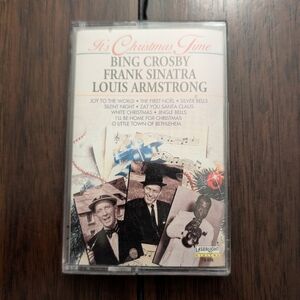 It's Christmas Time
BING CROSBY
FRANK SINATRA
LOUIS ARMSTRONG
JOY TO THE WORLD • THE FIRST NOEL • SILVER BELLS
SILENT NIGHT • ZAT YOU SANTA CLAUS
WHITE CHRISTMAS • JINGLE BELLS
I'LL BE HOME FOR CHRISTMAS
O LITTLE TOWN OF BETHLEHEM
LASERLIGHT